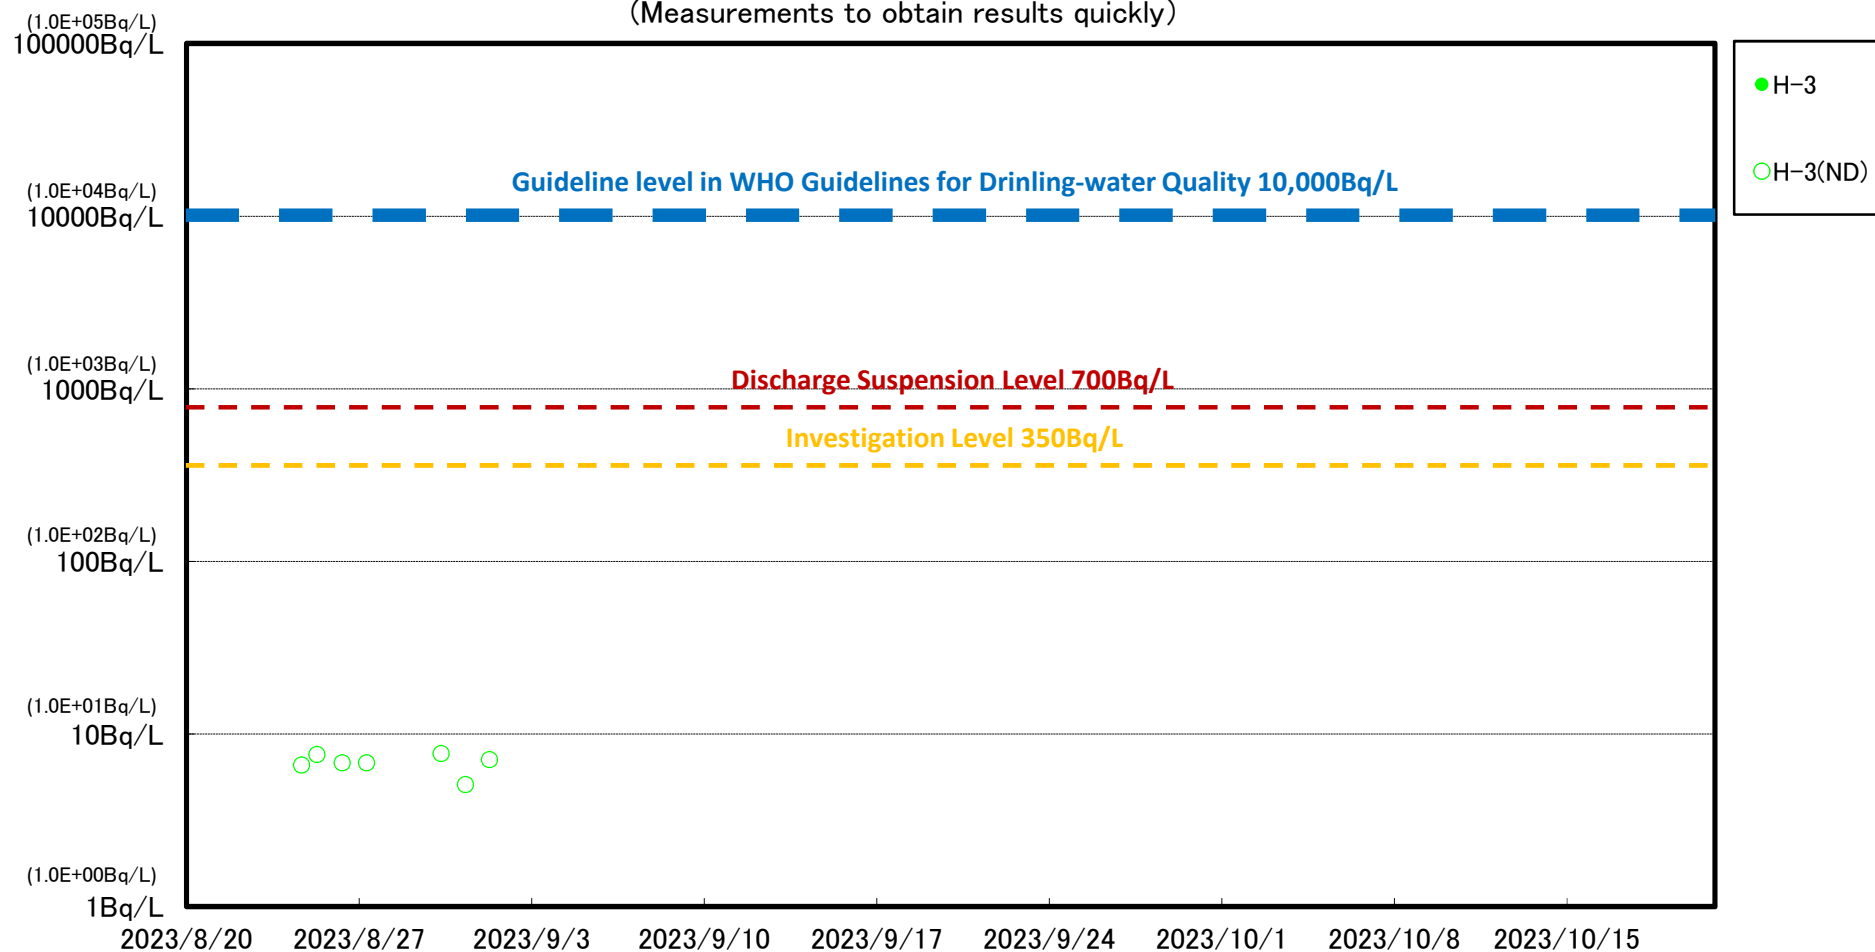 (Measurements to obtain results quickly)
(1.0E+05Bq/L)
100000Bq/L
H-3
H-3(ND)
Guideline level in WHO Guidelines for Drinling-water Quality 10,000Bq/L
(1.0E+04Bq/L)
10000Bq/L
(1.0E+03Bq/L)
1000Bq/L
Discharge Suspension Level 700Bq/L
Investigation Level 350Bq/L
(1.0E+02Bq/L)
100Bq/L
(1.0E+01Bq/L)
10Bq/L
(1.0E+00Bq/L)
1Bq/L
2023/8/20 2023/8/27 2023/9/3 2023/9/10 2023/9/17 2023/9/24 2023/10/1 2023/10/8 2023/10/15